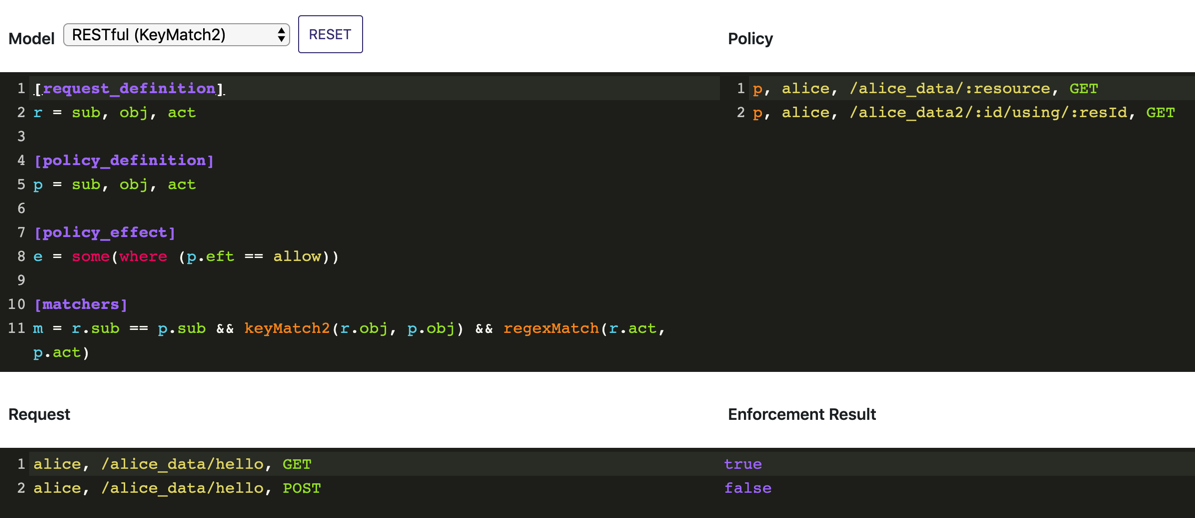 Model RESTful (KeyMatch2) RESET
1 [request_definition]
2 r = sub, obj, act
3
4 [policy_definition]
5 p = sub, obj, act
6
7 [policy_effect]
8 e = some(where (p.eft == allow))
9
10 [matchers]
11 m = r.sub == p.sub && keyMatch2(r.obj, p.obj) && regexMatch(r.act,
p.act)
Policy
1 p, alice, /alice_data/:resource, GET
2 p, alice, /alice_data2/:id/using/:resId, GET
Request
1 alice, /alice_data/hello, GET
2 alice, /alice_data/hello, POST
Enforcement Result
true
false